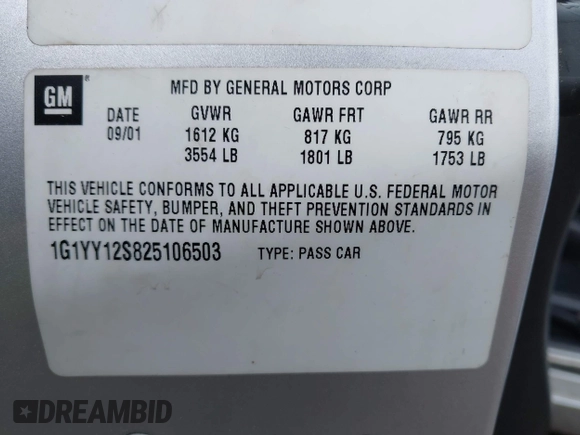 GM ®
MFD BY GENERAL MOTORS CORP
DATE GVWR GAWR FRT GAWR RR
09/01 1612 KG 817 KG 795 KG
3554 LB 1801 LB 1753 LB
THIS VEHICLE CONFORMS TO ALL APPLICABLE U.S. FEDERAL MOTOR
VEHICLE SAFETY, BUMPER, AND THEFT PREVENTION STANDARDS IN
EFFECT ON THE DATE OF MANUFACTURE SHOWN ABOVE.
1G1YY12S825106503 TYPE: PASS CAR
DREAMBID